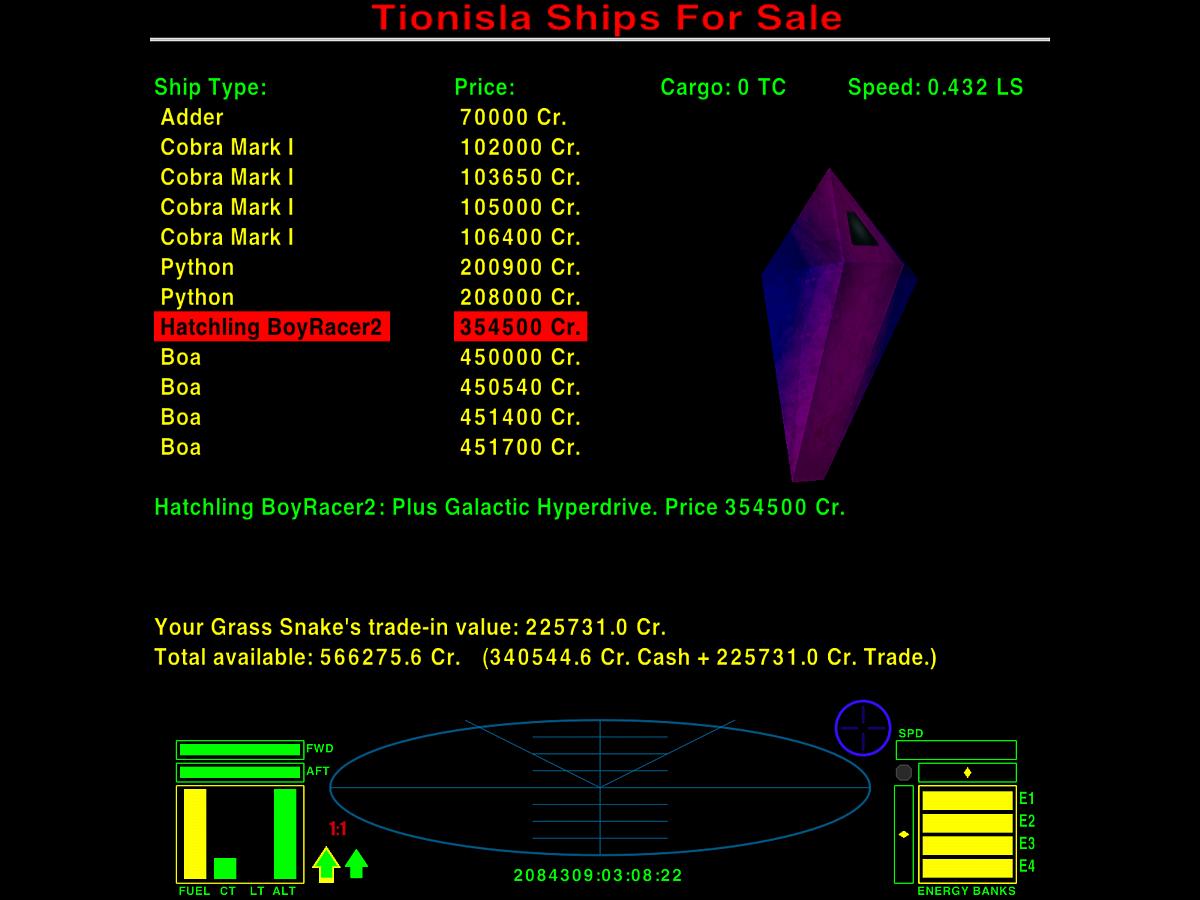 Tionisla Ships For Sale
Ship Type: Price: Cargo: 0 TC Speed: 0.432 LS
Adder 70000 Cr.
Cobra Mark I 102000 Cr.
Cobra Mark I 103650 Cr.
Cobra Mark I 105000 Cr.
Cobra Mark I 106400 Cr.
Python 200900 Cr.
Python 208000 Cr.
Hatchling BoyRacer2 354500 Cr.
Boa 450000 Cr.
Boa 450540 Cr.
Boa 451400 Cr.
Boa 451700 Cr.
Hatchling BoyRacer2: Plus Galactic Hyperdrive. Price 354500 Cr.
Your Grass Snake's trade-in value: 225731.0 Cr.
Total available: 566275.6 Cr. (340544.6 Cr. Cash + 225731.0 Cr. Trade.)
FWD
AFT
1:1
FUEL CT LT ALT
2084309:03:08:22
SPD
E1
E2
E3
E4
ENERGY BANKS